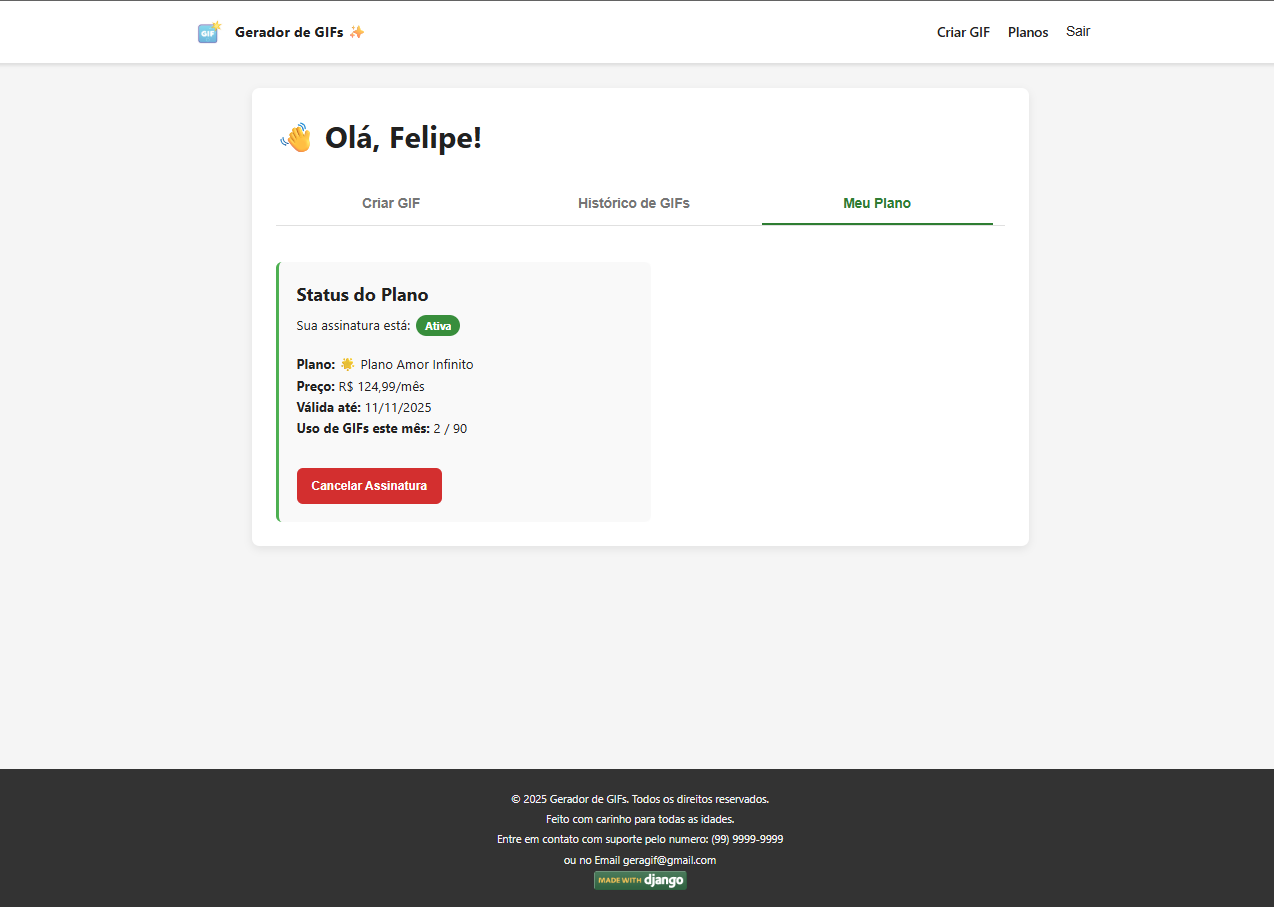 GIF Gerador de GIFs ✨ Criar GIF Planos Sair
👋 Olá, Felipe!
Criar GIF Histórico de GIFs Meu Plano
Status do Plano
Sua assinatura está: Ativa
Plano: 🌟 Plano Amor Infinito
Preço: R$ 124,99/mês
Válida até: 11/11/2025
Uso de GIFs este mês: 2 / 90
Cancelar Assinatura
© 2025 Gerador de GIFs. Todos os direitos reservados.
Feito com carinho para todas as idades.
Entre em contato com suporte pelo numero: (99) 9999-9999
ou no Email geragif@gmail.com
MADE WITH django